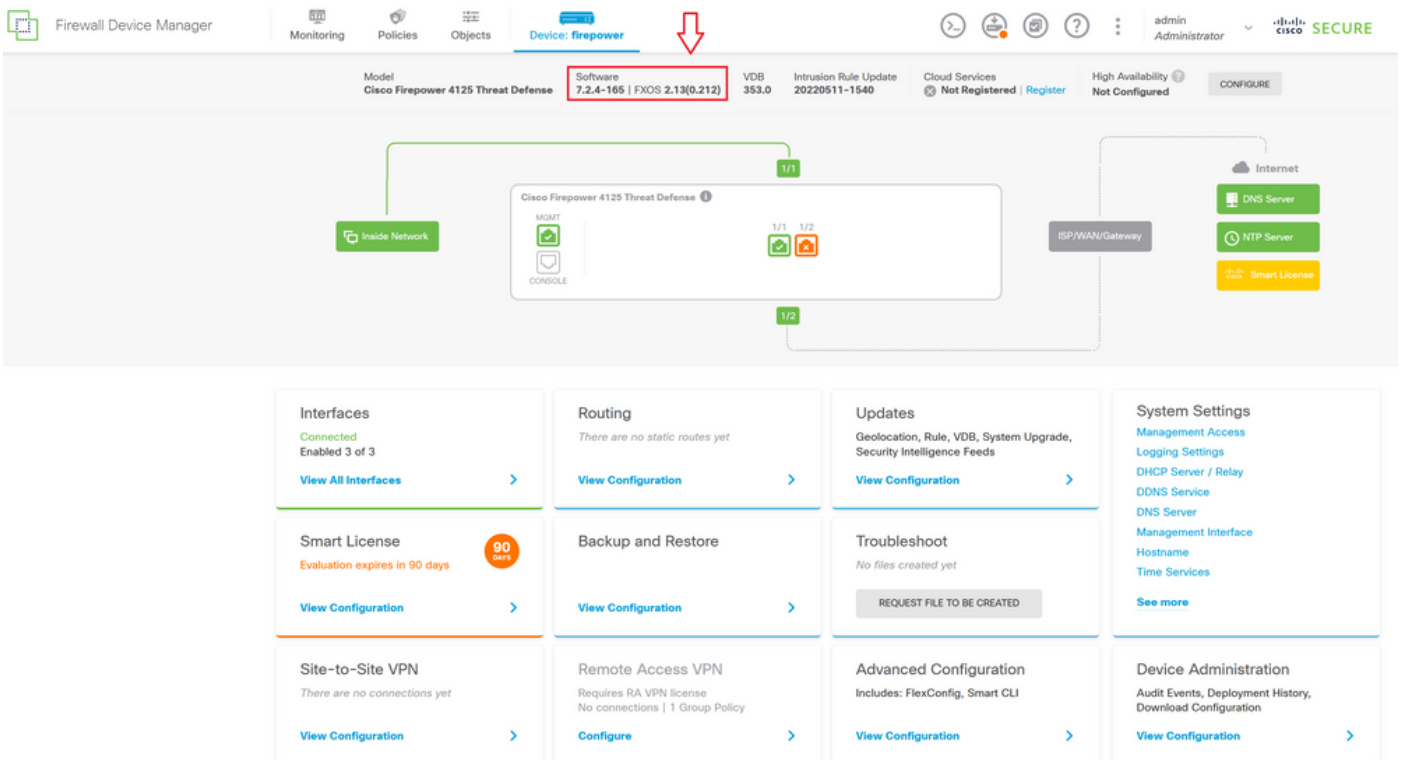 Firewall Device Manager
Monitoring
Policies
Objects
Device: firepower
admin
Administrator
cisco SECURE
Model
Cisco Firepower 4125 Threat Defense
Software
7.2.4-165 | FXOS 2.13(0.212)
VDB
353.0
Intrusion Rule Update
20220511-1540
Cloud Services
Not Registered | Register
High Availability ?
Not Configured
CONFIGURE
1/1
Internet
Cisco Firepower 4125 Threat Defense
MGMT
1/1 1/2
CONSOLE
Inside Network
ISP/WAN/Gateway
DNS Server
NTP Server
cisco Smart License
1/2
Interfaces
Connected
Enabled 3 of 3
View All Interfaces
Routing
There are no static routes yet
View Configuration
Updates
Geolocation, Rule, VDB, System Upgrade,
Security Intelligence Feeds
View Configuration
System Settings
Management Access
Logging Settings
DHCP Server / Relay
DDNS Service
DNS Server
Management Interface
Hostname
Time Services
See more
Smart License
90
DAYS
Evaluation expires in 90 days
View Configuration
Backup and Restore
View Configuration
Troubleshoot
No files created yet
REQUEST FILE TO BE CREATED
Site-to-Site VPN
There are no connections yet
View Configuration
Remote Access VPN
Requires RA VPN license
No connections | 1 Group Policy
Configure
Advanced Configuration
Includes: FlexConfig, Smart CLI
View Configuration
Device Administration
Audit Events, Deployment History,
Download Configuration
View Configuration